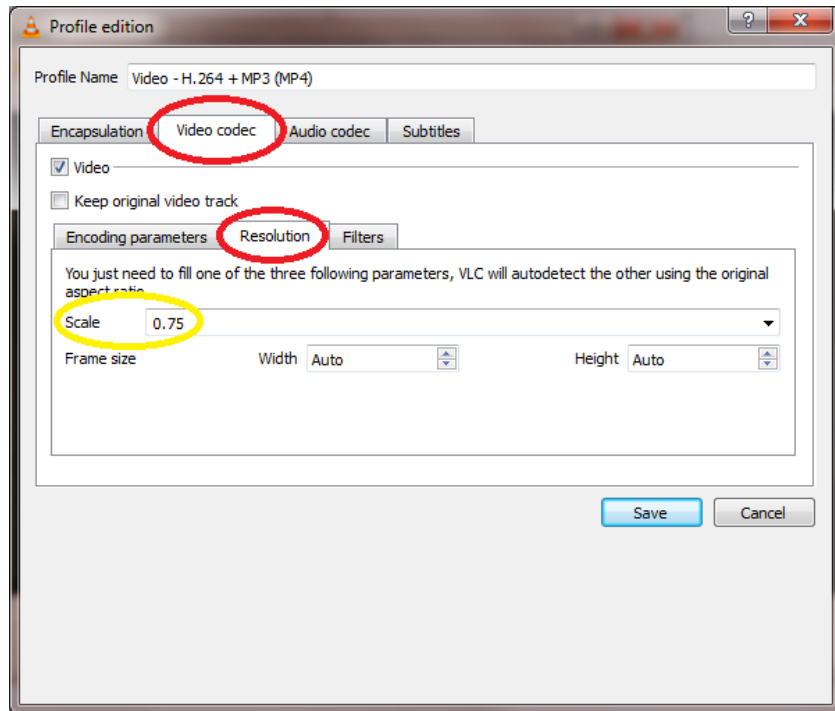 Profile edition
Profile Name Video - H.264 + MP3 (MP4)
Encapsulation Video codec Audio codec Subtitles
Video
Keep original video track
Encoding parameters Resolution Filters
You just need to fill one of the three following parameters, VLC will autodetect the other using the original
aspect ratio
Scale 0.75
Frame size Width Auto Height Auto
Save Cancel